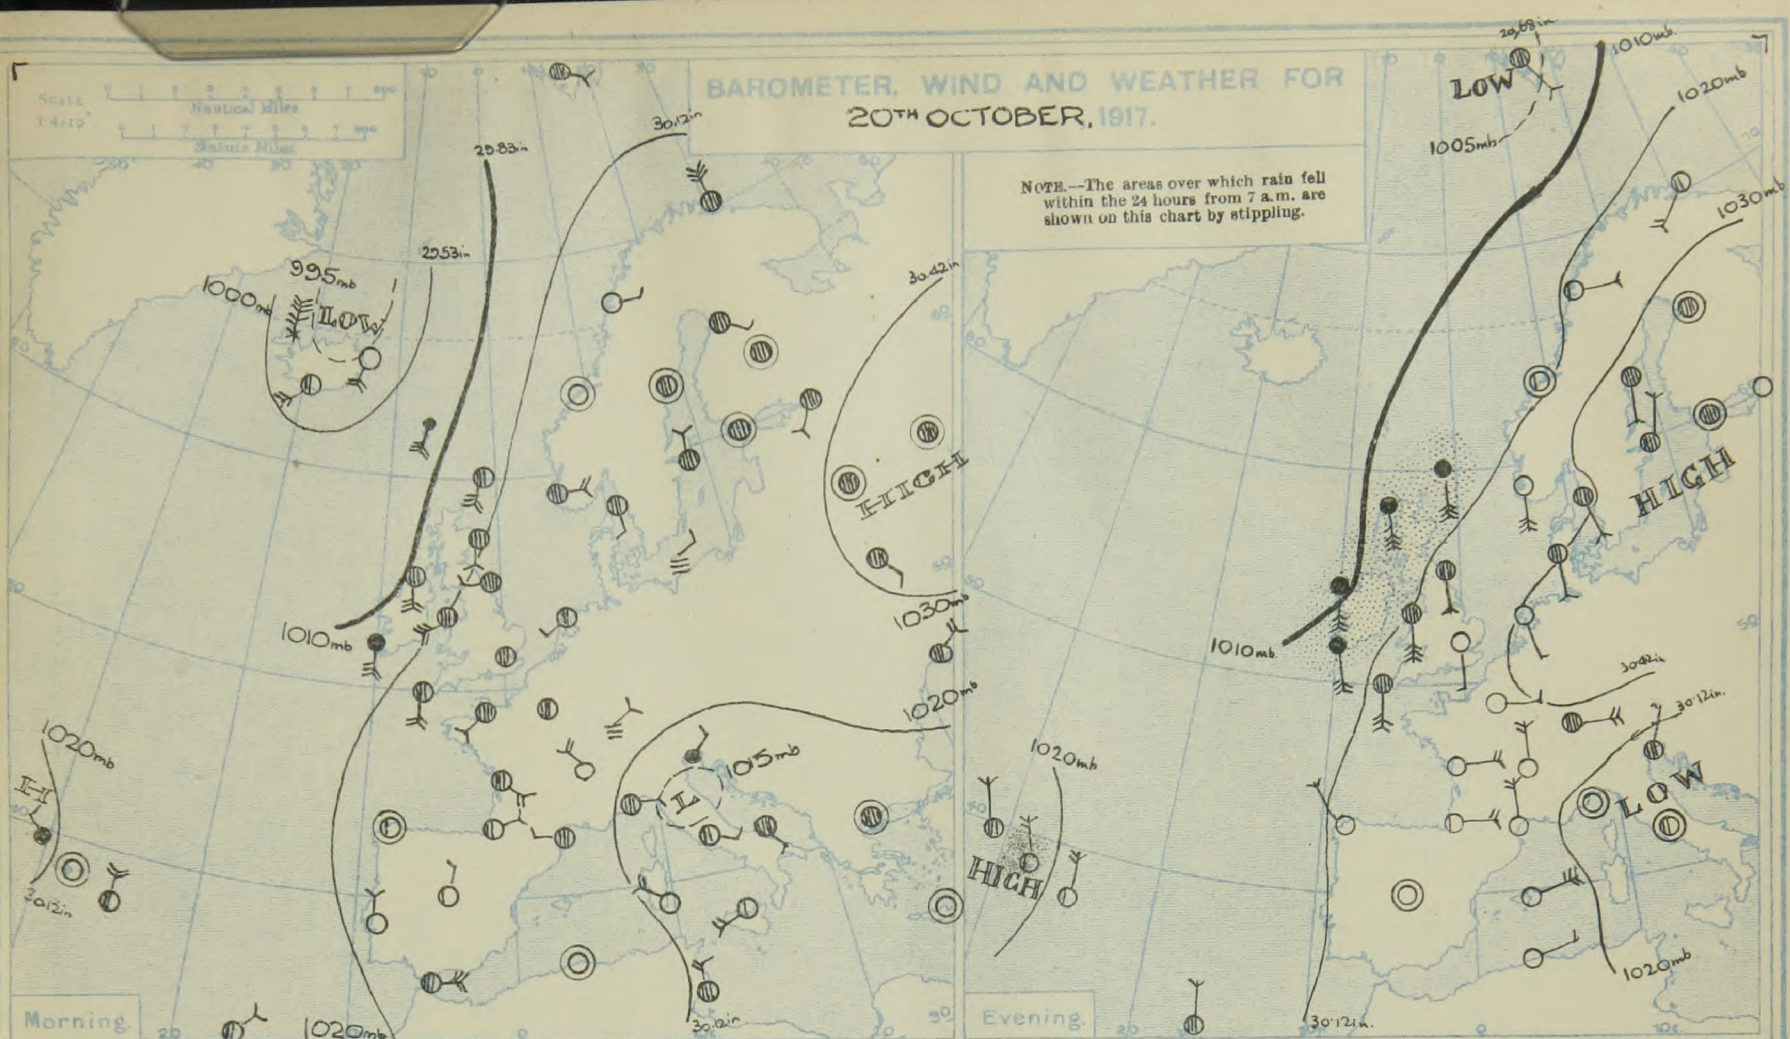 BAROMETER, WIND AND WEATHER FOR
20TH OCTOBER, 1917.
NOTE.—The areas over which rain fell
within the 24 hours from 7 a.m. are
shown on this chart by stippling.
Nautical Miles
Statute Miles
29.83in
30.12in
29.53in
995mb
1000mb
LOW
30.42in
HIGH
1030mb
1010mb
1020mb
1020mb
1015mb
H
L
30.12in
1020mb
30.12in
Morning.
29.68in
1010mb
LOW
1020mb
1005mb
1030mb
HIGH
1010mb
30.42in
30.12in.
1020mb
LOW
HIGH
1020mb
30.12in.
Evening.